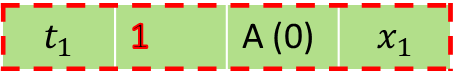 t₁ 1 A (0) x₁